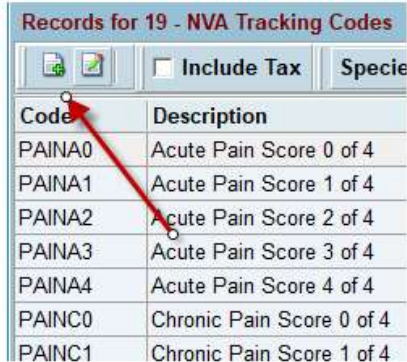 Records for 19 - NVA Tracking Codes
Include Tax Specie
Code Description
PAINA0 Acute Pain Score 0 of 4
PAINA1 Acute Pain Score 1 of 4
PAINA2 Acute Pain Score 2 of 4
PAINA3 Acute Pain Score 3 of 4
PAINA4 Acute Pain Score 4 of 4
PAINC0 Chronic Pain Score 0 of 4
PAINC1 Chronic Pain Score 1 of 4